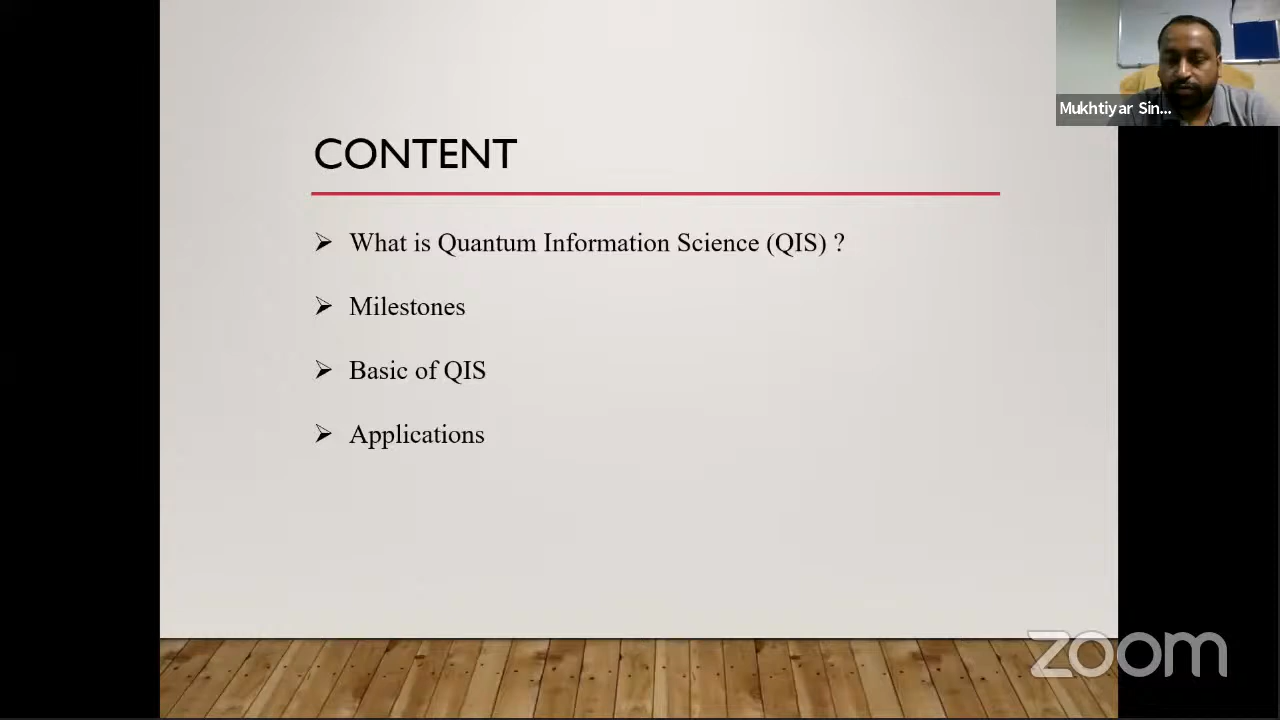 Mukhtiyar Sin...
CONTENT
What is Quantum Information Science (QIS) ?
Milestones
Basic of QIS
Applications
zoom